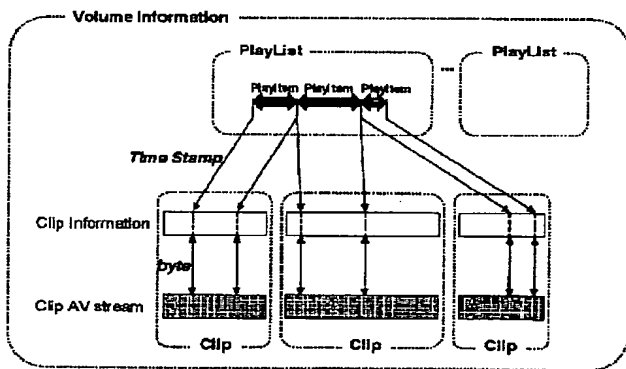 Volume Information
PlayList
PlayList
...
PlayItem PlayItem PlayItem
Time Stamp
Clip Information
byte
Clip AV stream
Clip
Clip
Clip